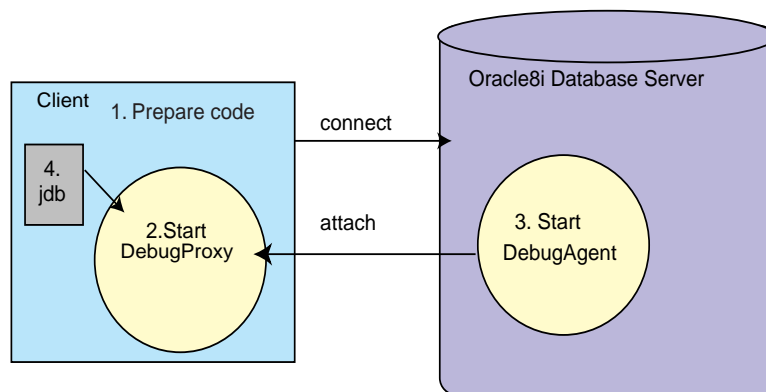 Client
1. Prepare code
4.
jdb
2.Start
DebugProxy
connect
attach
Oracle8i Database Server
3. Start
DebugAgent